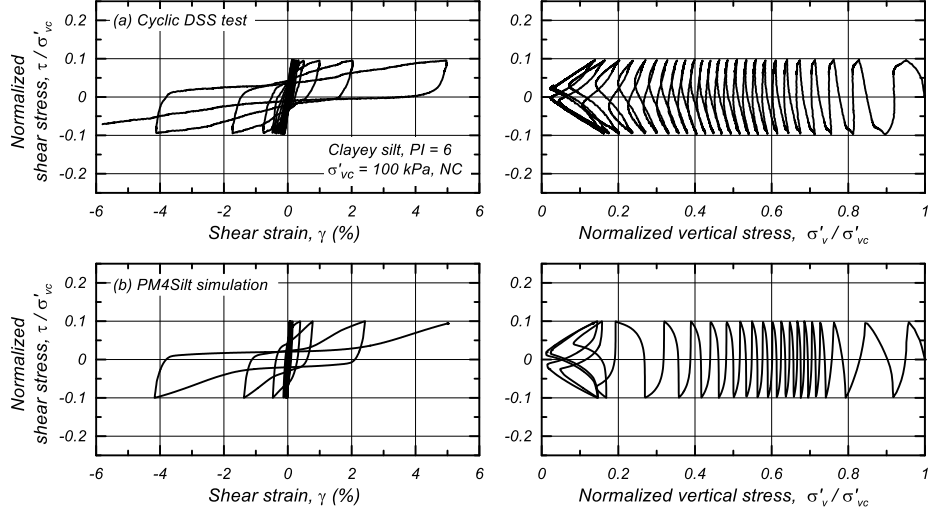 (a) Cyclic DSS test
Normalized
shear stress, τ / σ'vc
0.2
0.1
0
-0.1
-0.2
Clayey silt, PI = 6
σ'vc = 100 kPa, NC
-6 -4 -2 0 2 4 6
Shear strain, γ (%)
0.2
0.1
0
-0.1
-0.2
0 0.2 0.4 0.6 0.8 1
Normalized vertical stress, σ'v / σ'vc
(b) PM4Silt simulation
Normalized
shear stress, τ / σ'vc
0.2
0.1
0
-0.1
-0.2
-6 -4 -2 0 2 4 6
Shear strain, γ (%)
0.2
0.1
0
-0.1
-0.2
0 0.2 0.4 0.6 0.8 1
Normalized vertical stress, σ'v / σ'vc